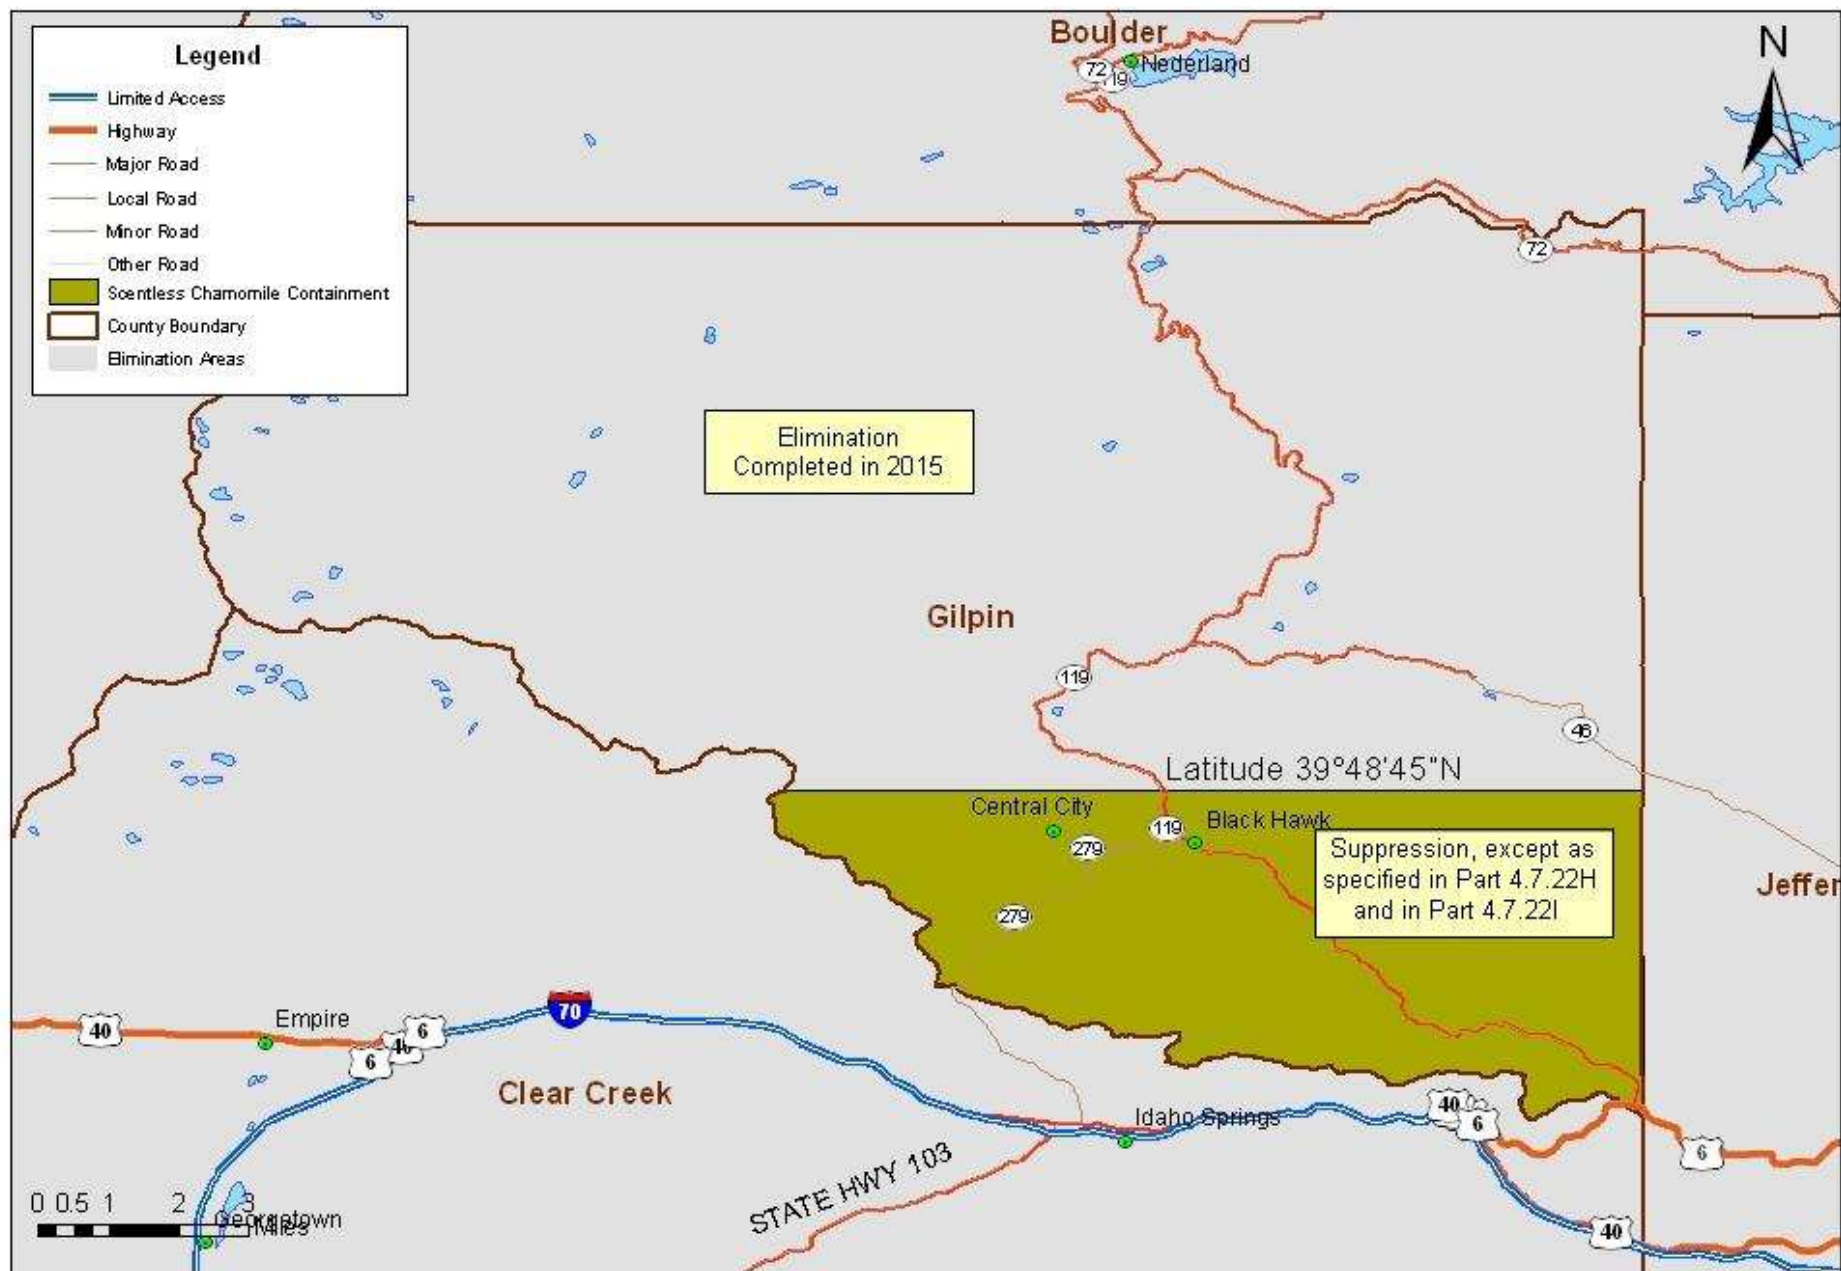 Boulder
N
Legend
72
19
Nederland
Limited Access
Highway
Major Road
Local Road
Minor Road
72
Other Road
Scentless Chamomile Containment
County Boundary
Elimination Areas
Elimination
Completed in 2015
Gilpin
119
46
Latitude 39°48'45"N
Central City
119
Black Hawk
279
Suppression, except as
specified in Part 4.7.22H
and in Part 4.7.22I
Jeffer
279
70
Empire
40
6
40
6
Clear Creek
40
Idaho Springs
6
6
STATE HWY 103
0 0.5 1 2 3
Miles
Georgetown
40